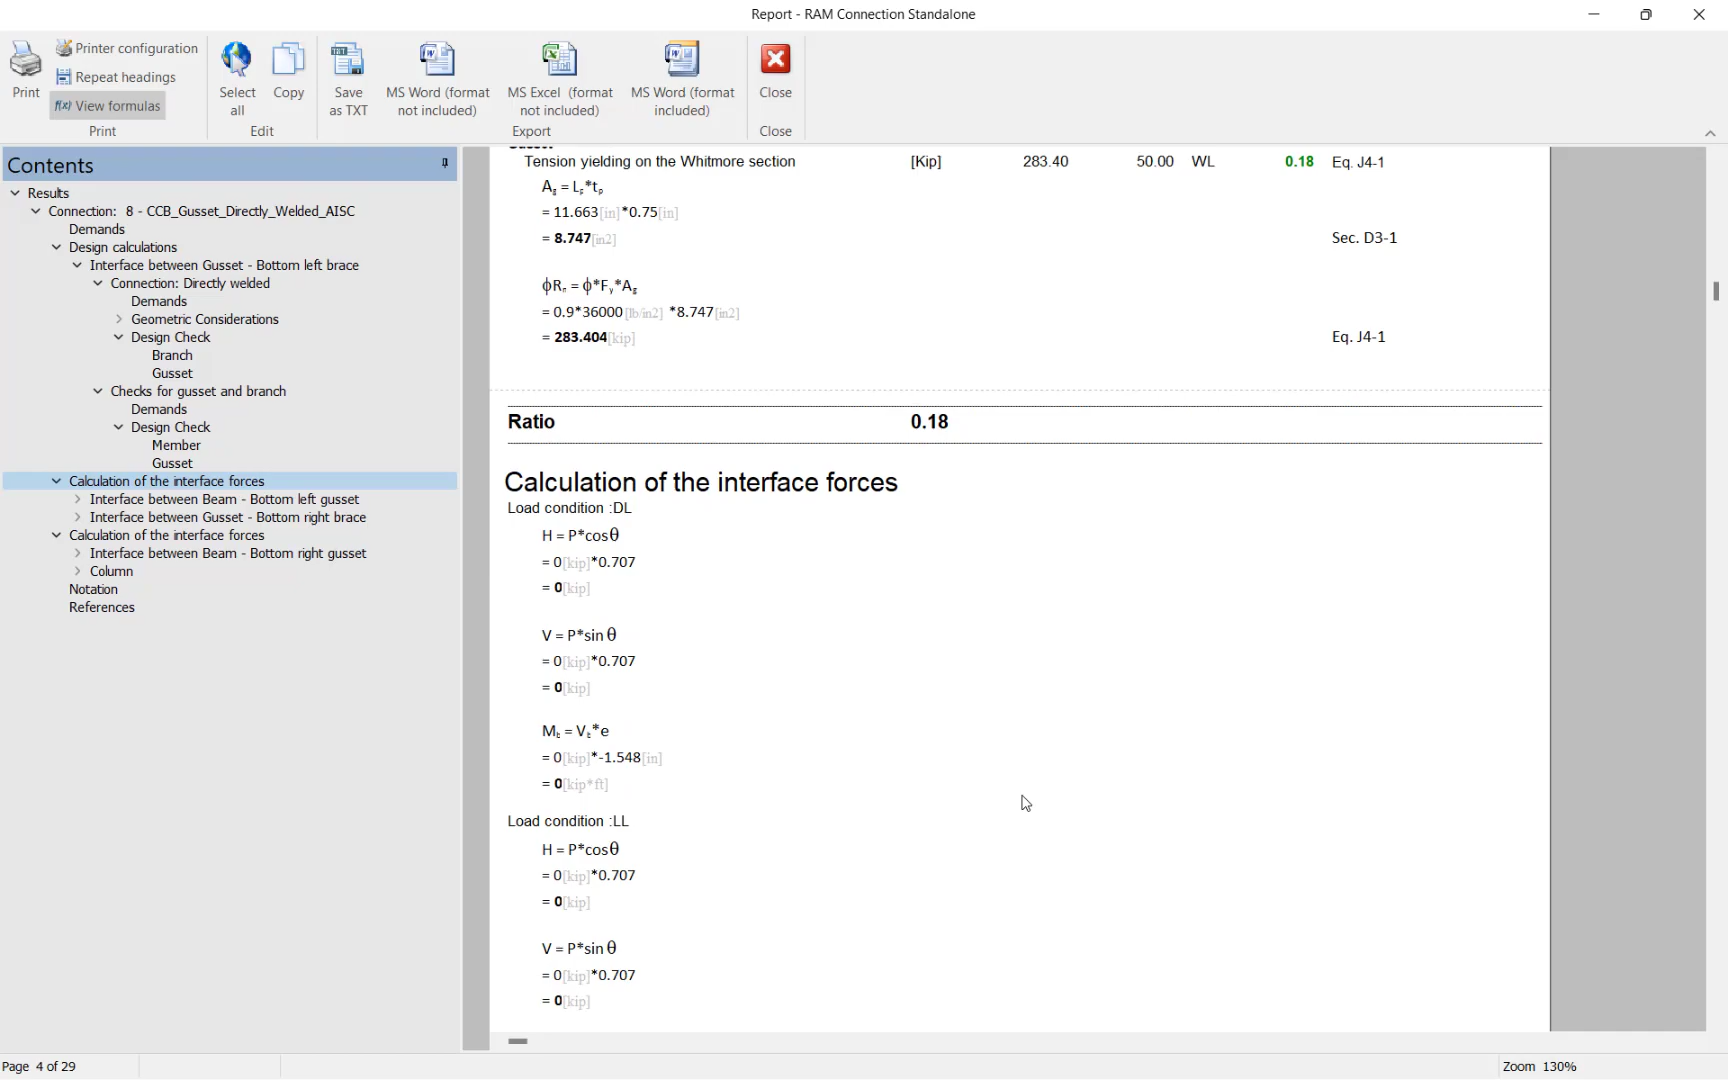 Report - RAM Connection Standalone
Print
Printer configuration
Repeat headings
f(x) View formulas
Print
Select all
Copy
Edit
Save as TXT
MS Word (format not included)
MS Excel (format not included)
MS Word (format included)
Export
Close
Close
Contents
Results
Connection: 8 - CCB_Gusset_Directly_Welded_AISC
Demands
Design calculations
Interface between Gusset - Bottom left brace
Connection: Directly welded
Demands
Geometric Considerations
Design Check
Branch
Gusset
Checks for gusset and branch
Demands
Design Check
Member
Gusset
Calculation of the interface forces
Interface between Beam - Bottom left gusset
Interface between Gusset - Bottom right brace
Calculation of the interface forces
Interface between Beam - Bottom right gusset
Column
Notation
References
Tension yielding on the Whitmore section [Kip] 283.40 50.00 WL 0.18 Eq. J4-1
= 11.663[in]*0.75[in]
= 8.747[in2] Sec. D3-1
= 0.9*36000[lb/in2] *8.747[in2]
= 283.404[kip] Eq. J4-1
Ratio 0.18
Calculation of the interface forces
Load condition :DL
H = P*cosθ
= 0[kip]*0.707
= 0[kip]
V = P*sin θ
= 0[kip]*0.707
= 0[kip]
= 0[kip]*-1.548[in]
= 0[kip*ft]
Load condition :LL
H = P*cosθ
= 0[kip]*0.707
= 0[kip]
V = P*sin θ
= 0[kip]*0.707
= 0[kip]
Page 4 of 29
Zoom 130%